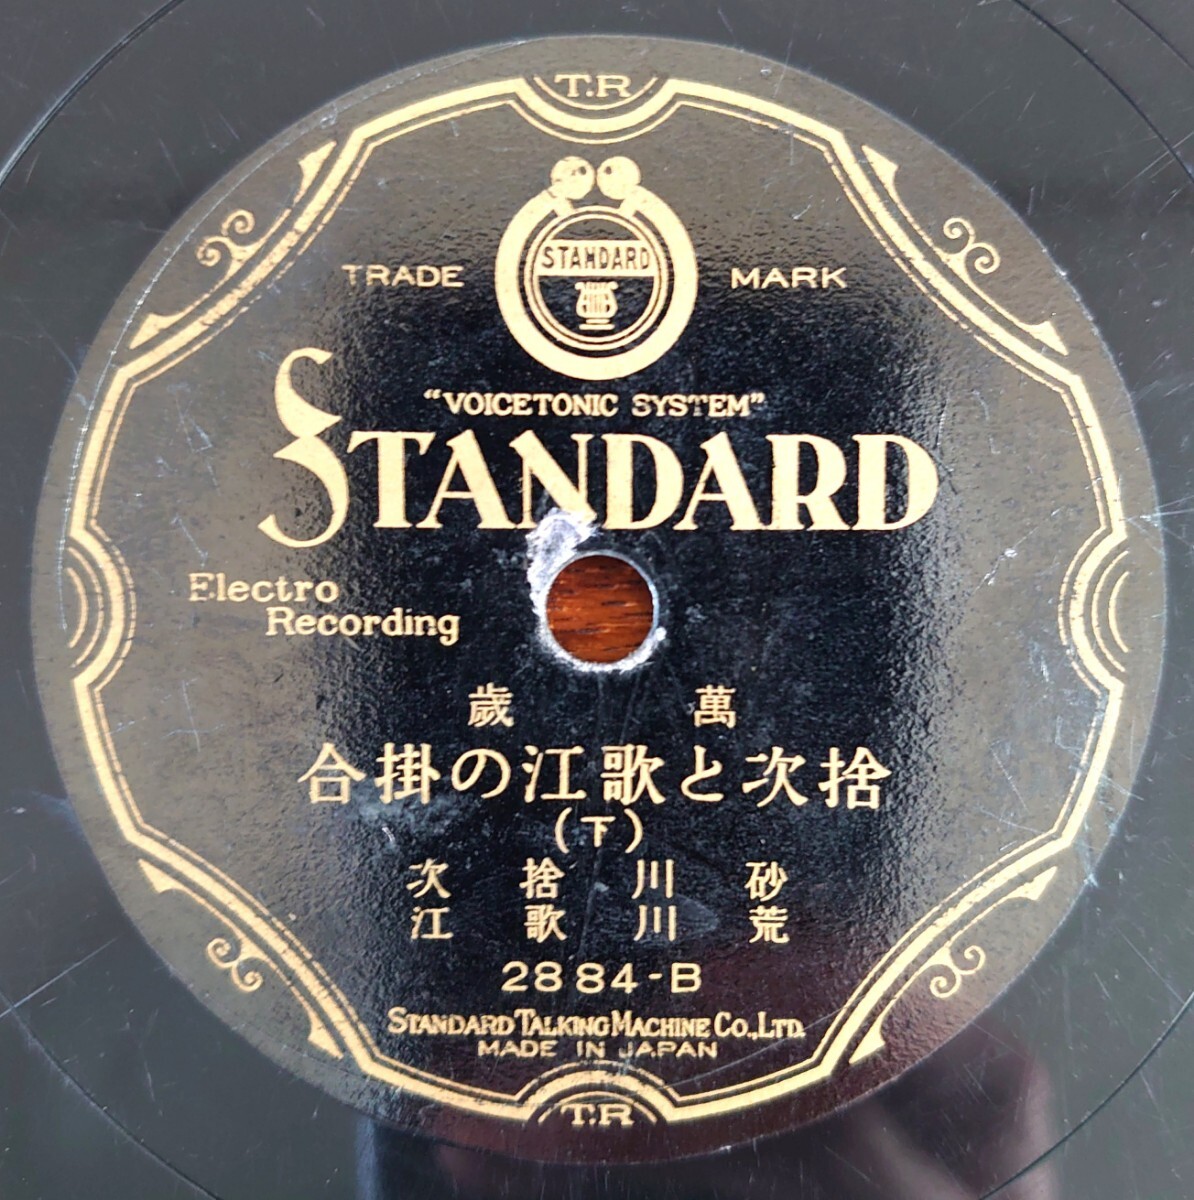 T.R
STANDARD
TRADE MARK
"VOICETONIC SYSTEM"
STANDARD
Electro
Recording
萬歲
捨次と歌江の掛合
(下)
砂川捨次
荒川歌江
2884-B
STANDARD TALKING MACHINE CO., LTD.
MADE IN JAPAN
T.R